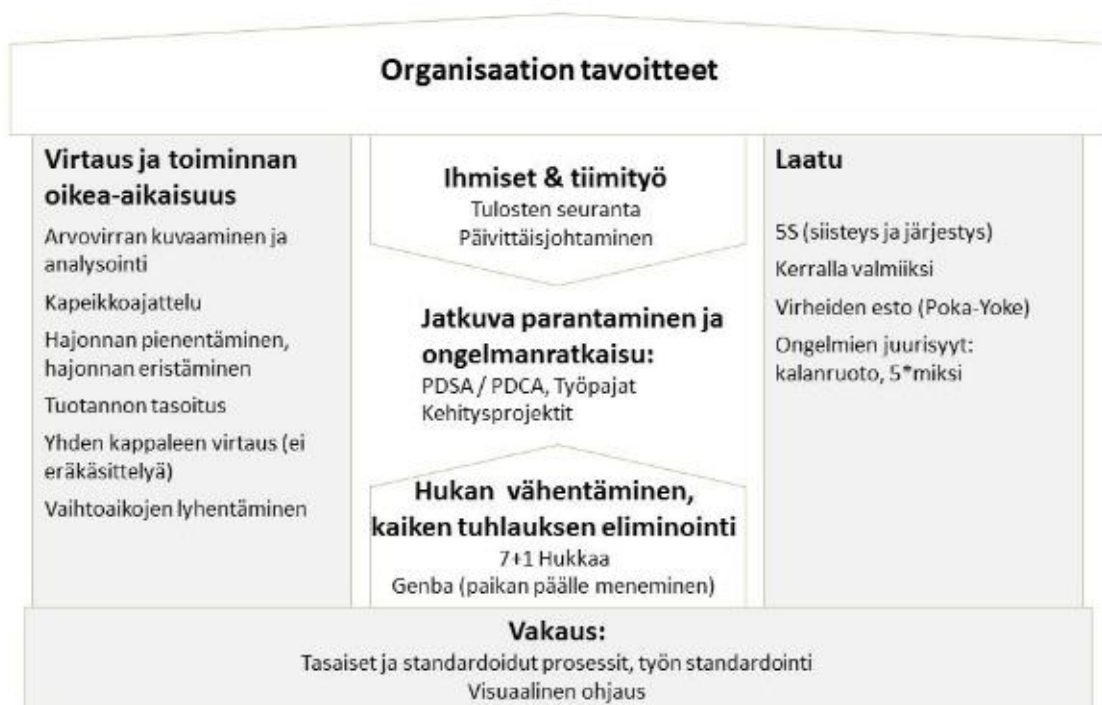 Organisaation tavoitteet
Virtaus ja toiminnan
oikea-aikaisuus
Arvovirran kuvaaminen ja
analysointi
Kapeikkoajattelu
Hajonnan pienentäminen,
hajonnan eristäminen
Tuotannon tasoitus
Yhden kappaleen virtaus (ei
eräkäsittelyä)
Vaihtoaikojen lyhentäminen
Ihmiset & tiimityö
Tulosten seuranta
Päivittäisjohtaminen
Jatkuva parantaminen ja
ongelmanratkaisu:
PDSA / PDCA, Työpajat
Kehitysprojektit
Hukan vähentäminen,
kaiken tuhlauksen eliminointi
7+1 Hukkaa
Genba (paikan päälle meneminen)
Laatu
5S (siisteys ja järjestys)
Kerralla valmiiksi
Virheiden esto (Poka-Yoke)
Ongelmien juurisyyt:
kalanruoto, 5*miksi
Vakaus:
Tasaiset ja standardoidut prosessit, työn standardointi
Visuaalinen ohjaus